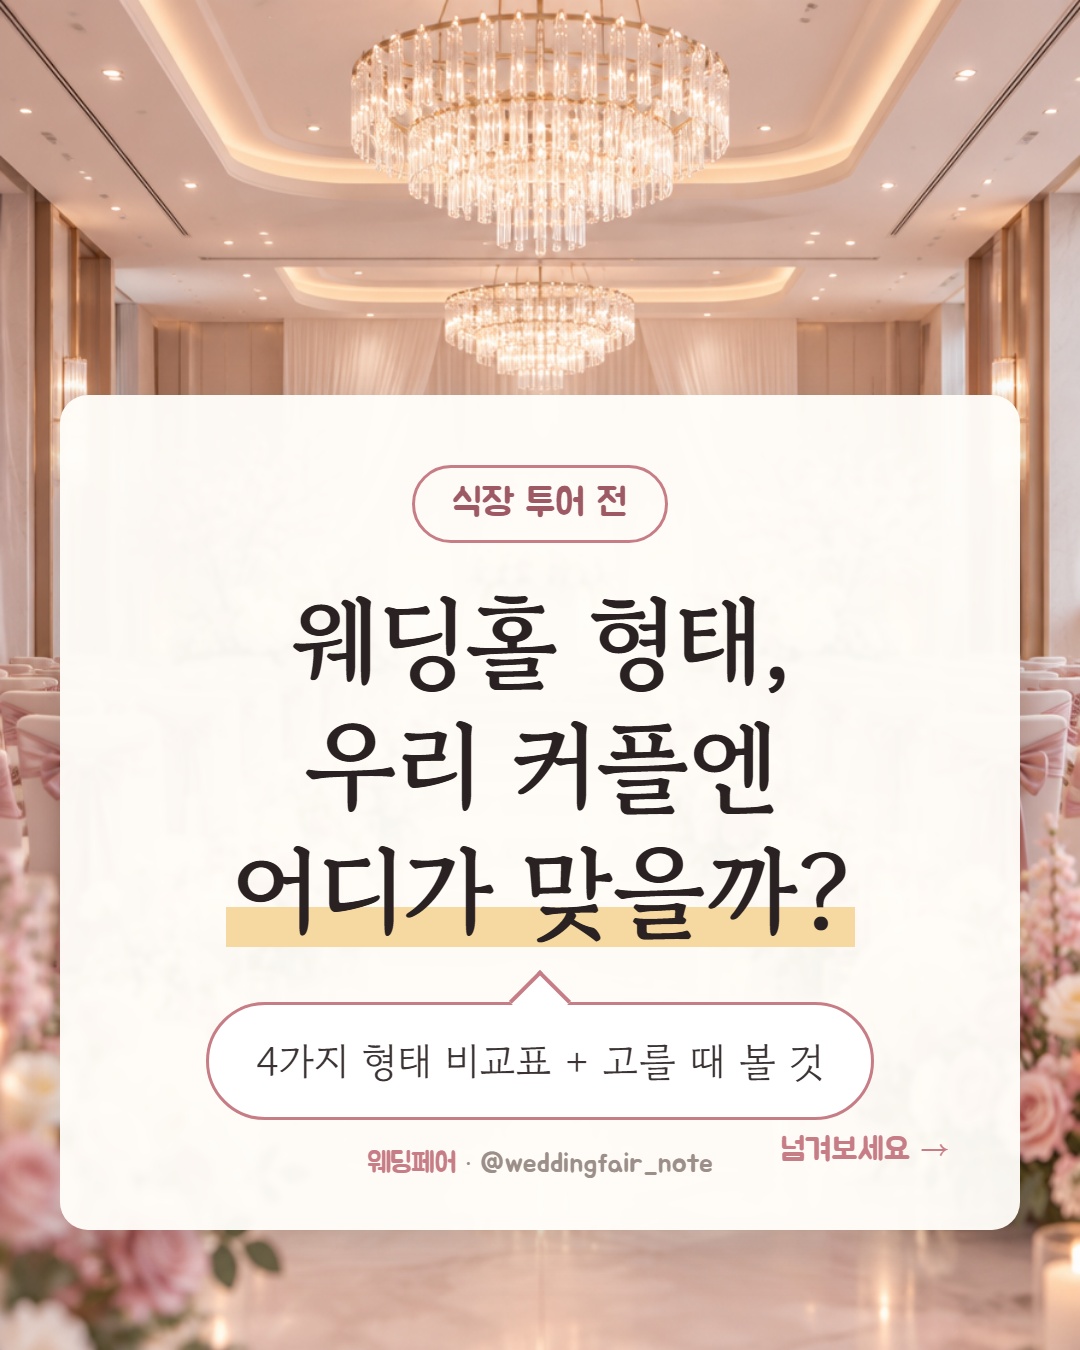 식장 투어 전
웨딩홀 형태,
우리 커플엔
어디가 맞을까?
4가지 형태 비교표 + 고를 때 볼 것
넘겨보세요 →
웨딩페어 · @weddingfair_note